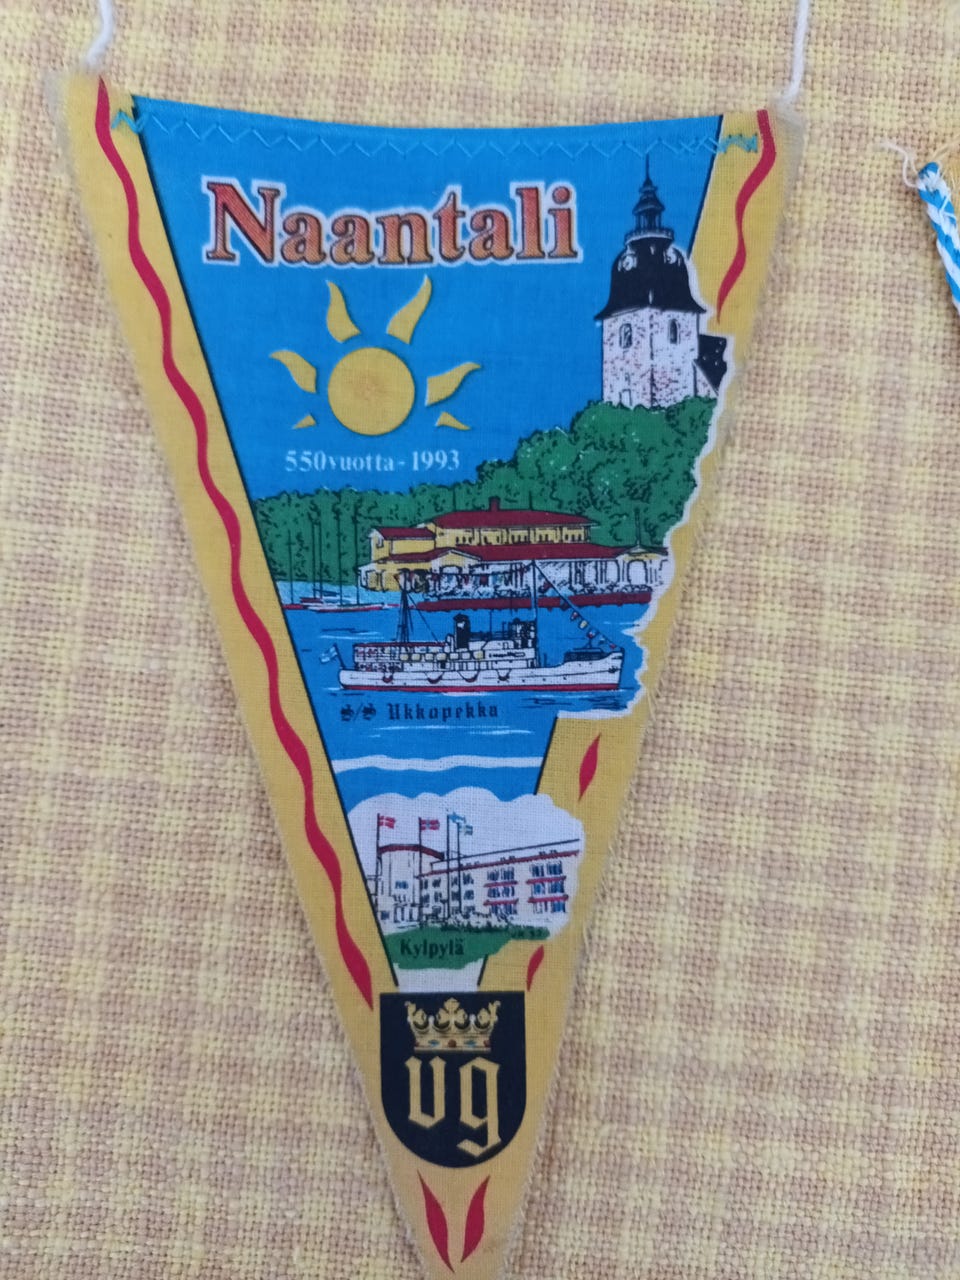 Naantali
550vuotta-1993
S/S Ukkopekka
Kylpylä
vg